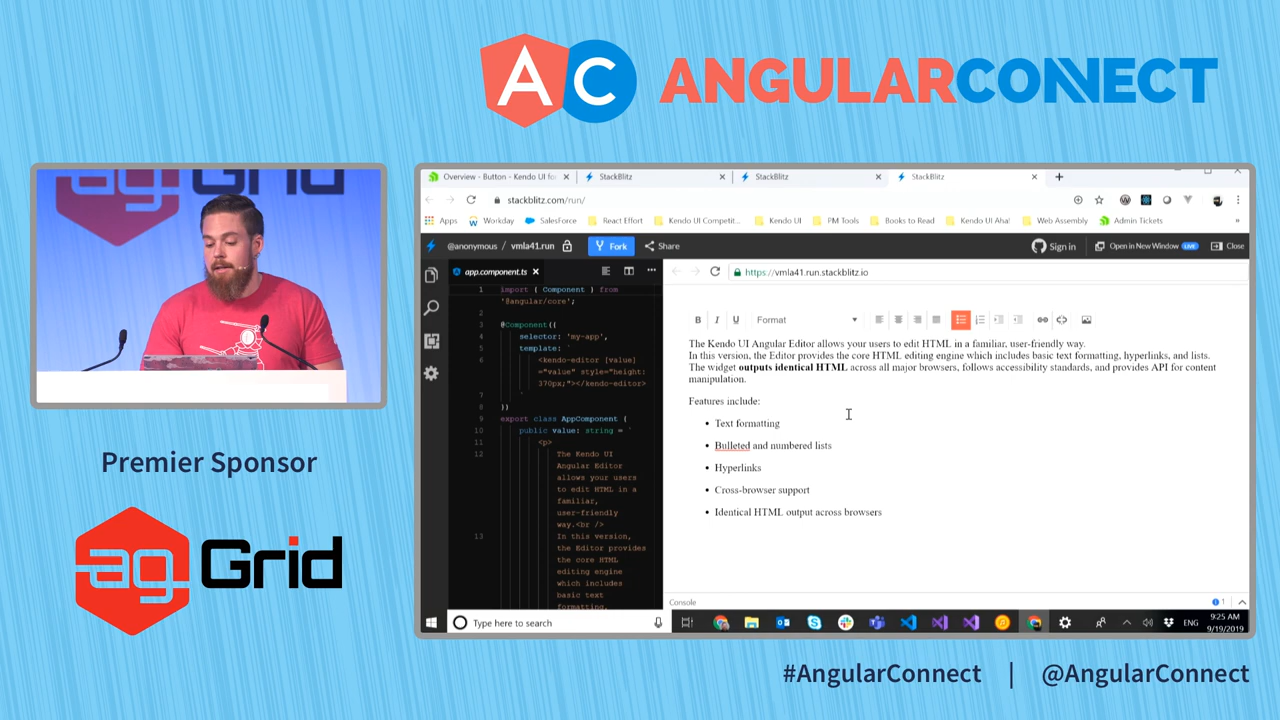 AC ANGULARCONNECT
ag Grid
Premier Sponsor
ag Grid
Overview - Button - Kendo UI fo
StackBlitz
StackBlitz
StackBlitz
stackblitz.com/run/
Apps
Workday
SalesForce
React Effort
Kendo UI Competit...
Kendo UI
PM Tools
Books to Read
Kendo UI Aha!
Web Assembly
Admin Tickets
@anonymous / vmla41.run
Fork
Share
Sign in
Open in New Window LIVE
Close
app.component.ts
https://vmla41.run.stackblitz.io
1 import { Component } from
'@angular/core';
2
3 @Component({
4 selector: 'my-app',
5 template: `
6 <kendo-editor [value]
="value" style="height:
370px;"></kendo-editor>
7 `
8 })
9 export class AppComponent {
10 public value: string = `
11 <p>
12 The Kendo UI
Angular Editor
allows your users
to edit HTML in a
familiar,
user-friendly
way.<br />
13 In this version,
the Editor provides
the core HTML
editing engine
which includes
basic text
formatting,
B I U Format
The Kendo UI Angular Editor allows your users to edit HTML in a familiar, user-friendly way.
In this version, the Editor provides the core HTML editing engine which includes basic text formatting, hyperlinks, and lists.
The widget outputs identical HTML across all major browsers, follows accessibility standards, and provides API for content
manipulation.
Features include:
• Text formatting
• Bulleted and numbered lists
• Hyperlinks
• Cross-browser support
• Identical HTML output across browsers
Console
1
Type here to search
ENG
9:25 AM
9/19/2019
#AngularConnect | @AngularConnect